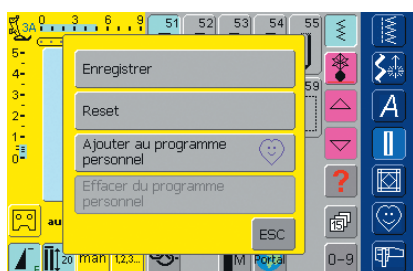 3A 0 3 6 9 51 52 53 54 55
5-
4-
3-
2-
1-
0
Enregistrer
Reset
59
Ajouter au programme
personnel
Effacer du programme
personnel
ESC
au
A
?
20 man 1,2,3... M Portal 0-9